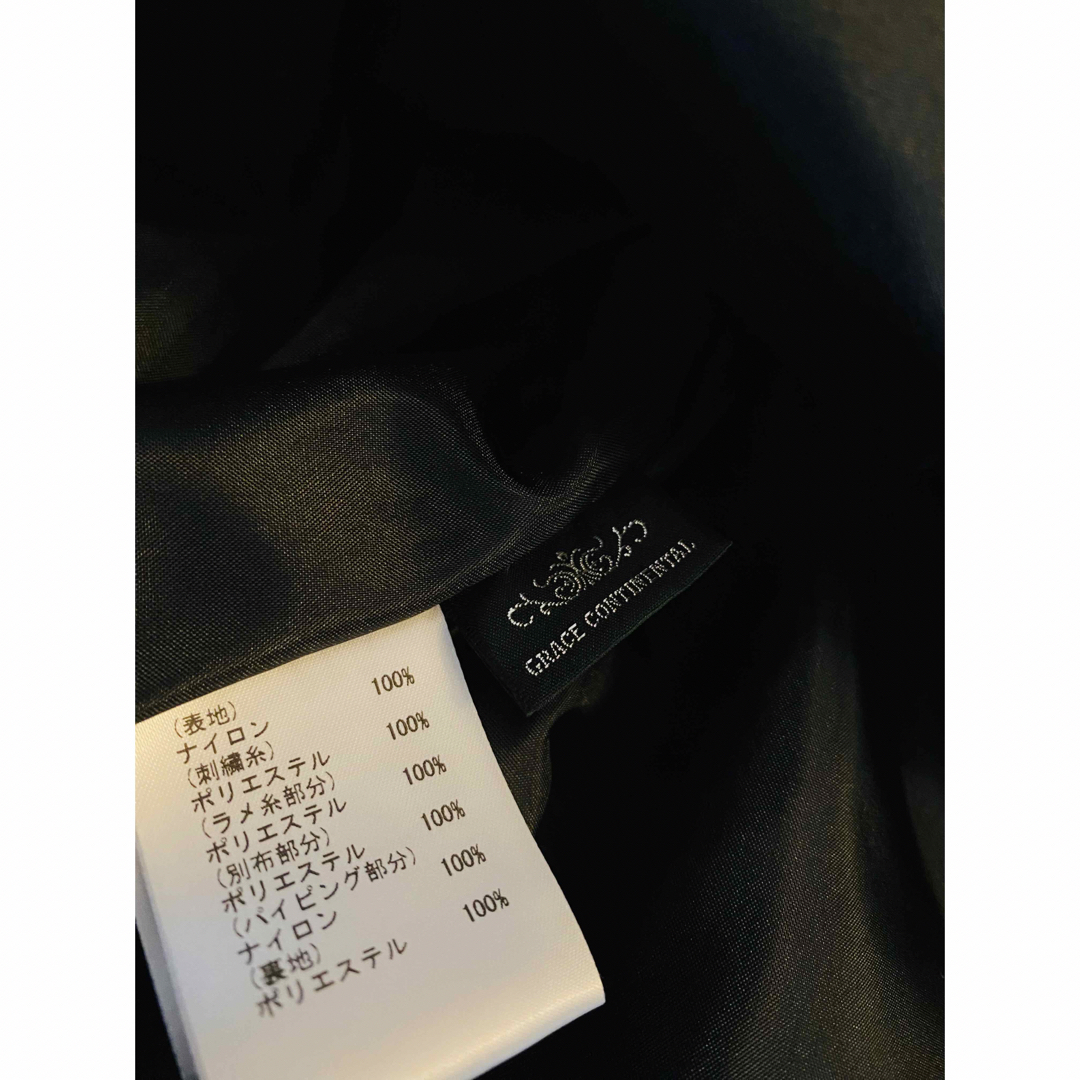 GRACE CONTINENTAL
(表地)
ナイロン 100%
(刺繍糸)
ポリエステル 100%
(ラメ糸部分)
ポリエステル 100%
(別布部分)
ポリエステル 100%
(パイピング部分)
ナイロン 100%
(裏地)
ポリエステル 100%